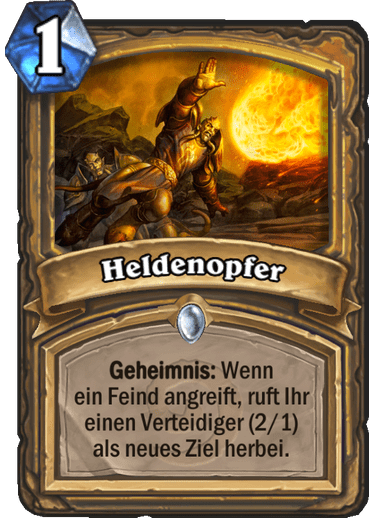 1
Heldenopfer
Geheimnis: Wenn
ein Feind angreift, ruft Ihr
einen Verteidiger (2/1)
als neues Ziel herbei.